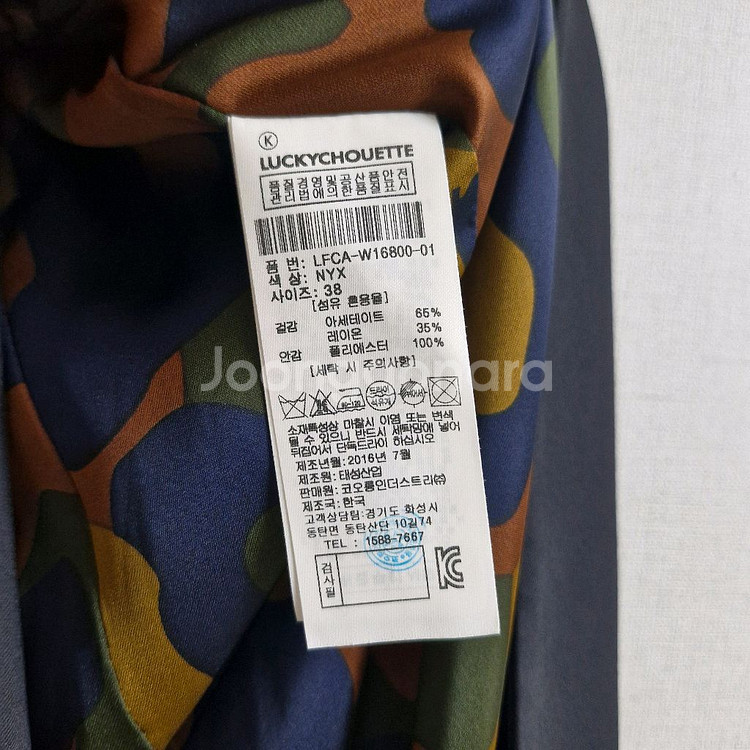 K
LUCKYCHOUETTE
품질경영및공산품안전
관리법에의한품질표시
품 번: LFCA-W16800-01
색 상: NYX
사이즈: 38
[섬유 혼용율]
겉감 아세테이트 65%
레이온 35%
안감 폴리에스터 100%
[세탁 시 주의사항]
Joonggonara
드라이
석유계
소재특성상 마찰시 이염 또는 변색
될 수 있으니 반드시 세탁망에 넣어
뒤집어서 단독드라이 하십시오
제조년월: 2016년 7월
제조원: 태성산업
판매원: 코오롱인더스트리㈜
제조국: 한국
고객상담팀: 경기도 화성시
동탄면 동탄산단 10길74
TEL : 1588-7667
검사필
KC